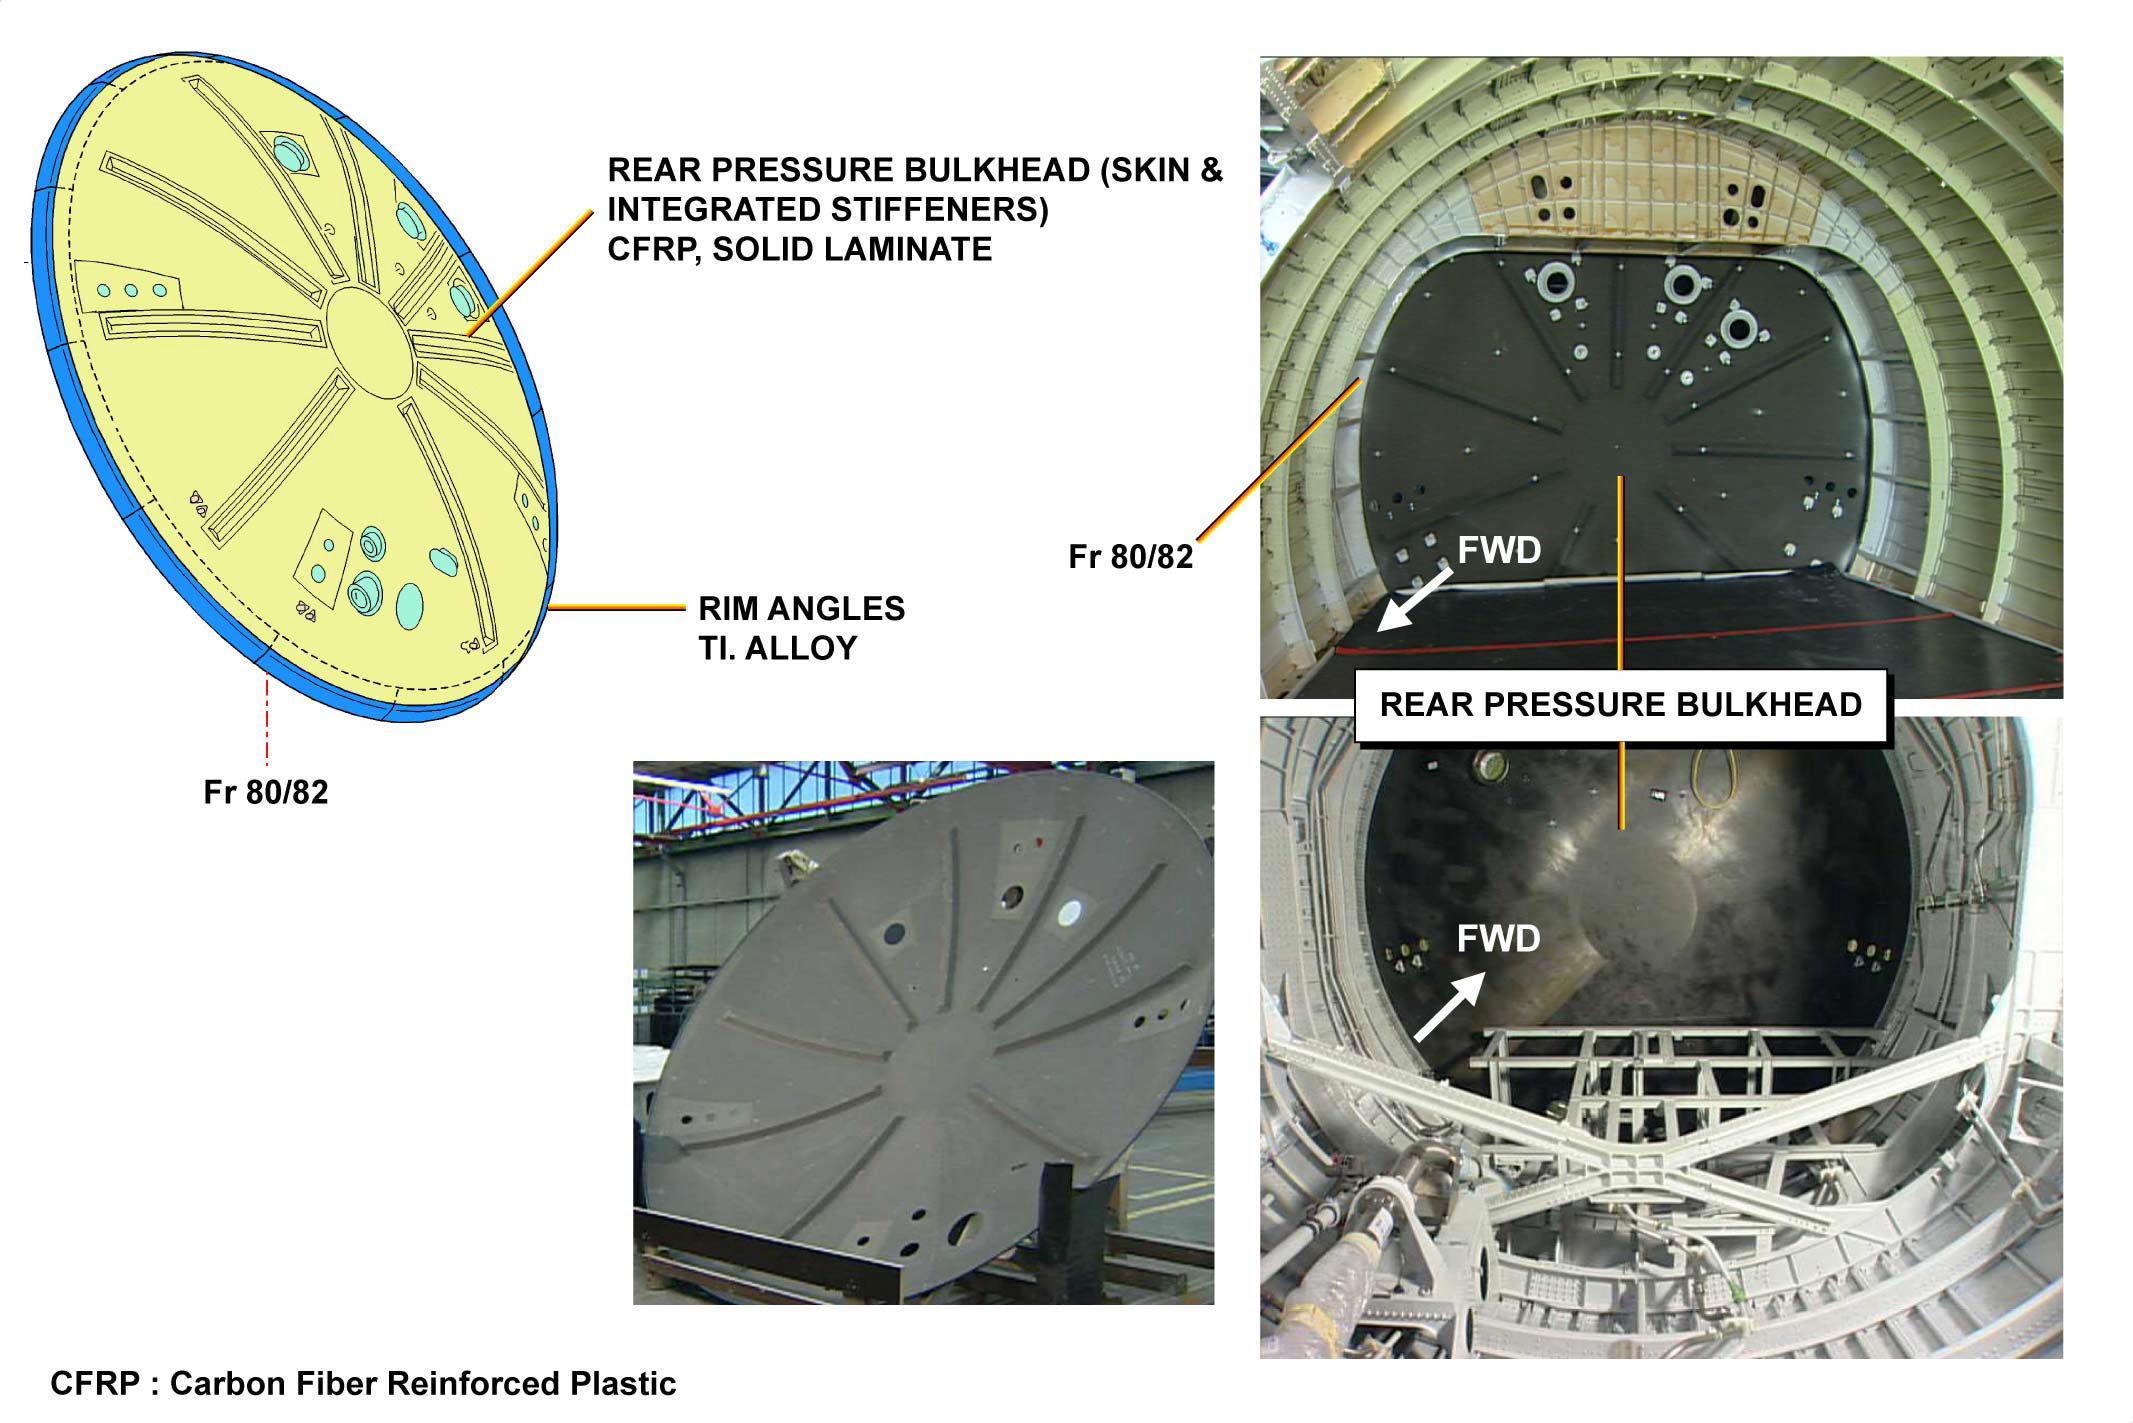 REAR PRESSURE BULKHEAD (SKIN &
INTEGRATED STIFFENERS)
CFRP, SOLID LAMINATE
Fr 80/82
FWD
RIM ANGLES
TI. ALLOY
REAR PRESSURE BULKHEAD
Fr 80/82
FWD
CFRP : Carbon Fiber Reinforced Plastic